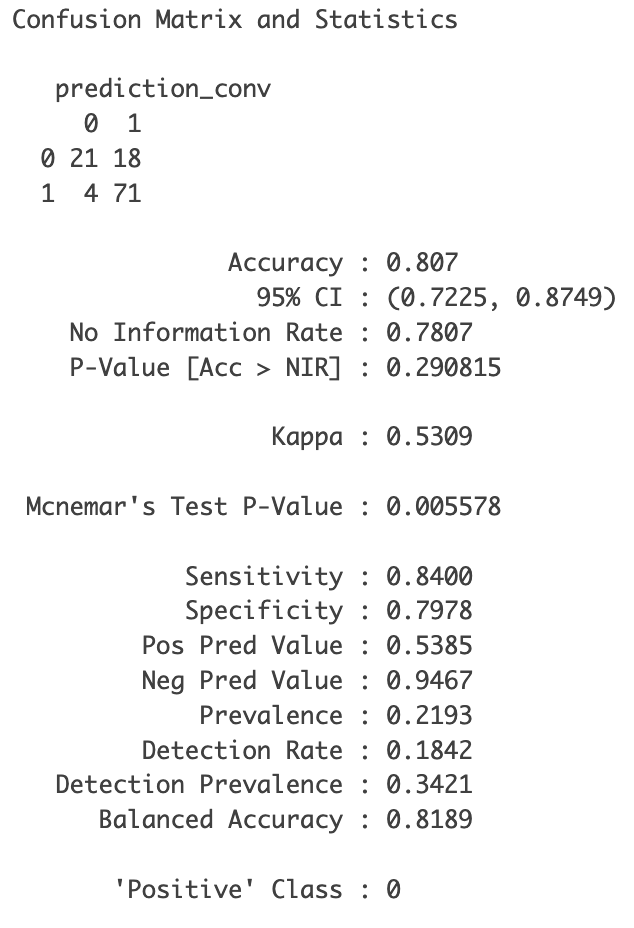 Confusion Matrix and Statistics
prediction_conv
0 1
0 21 18
1 4 71
Accuracy : 0.807
95% CI : (0.7225, 0.8749)
No Information Rate : 0.7807
P-Value [Acc > NIR] : 0.290815
Kappa : 0.5309
Mcnemar's Test P-Value : 0.005578
Sensitivity : 0.8400
Specificity : 0.7978
Pos Pred Value : 0.5385
Neg Pred Value : 0.9467
Prevalence : 0.2193
Detection Rate : 0.1842
Detection Prevalence : 0.3421
Balanced Accuracy : 0.8189
'Positive' Class : 0